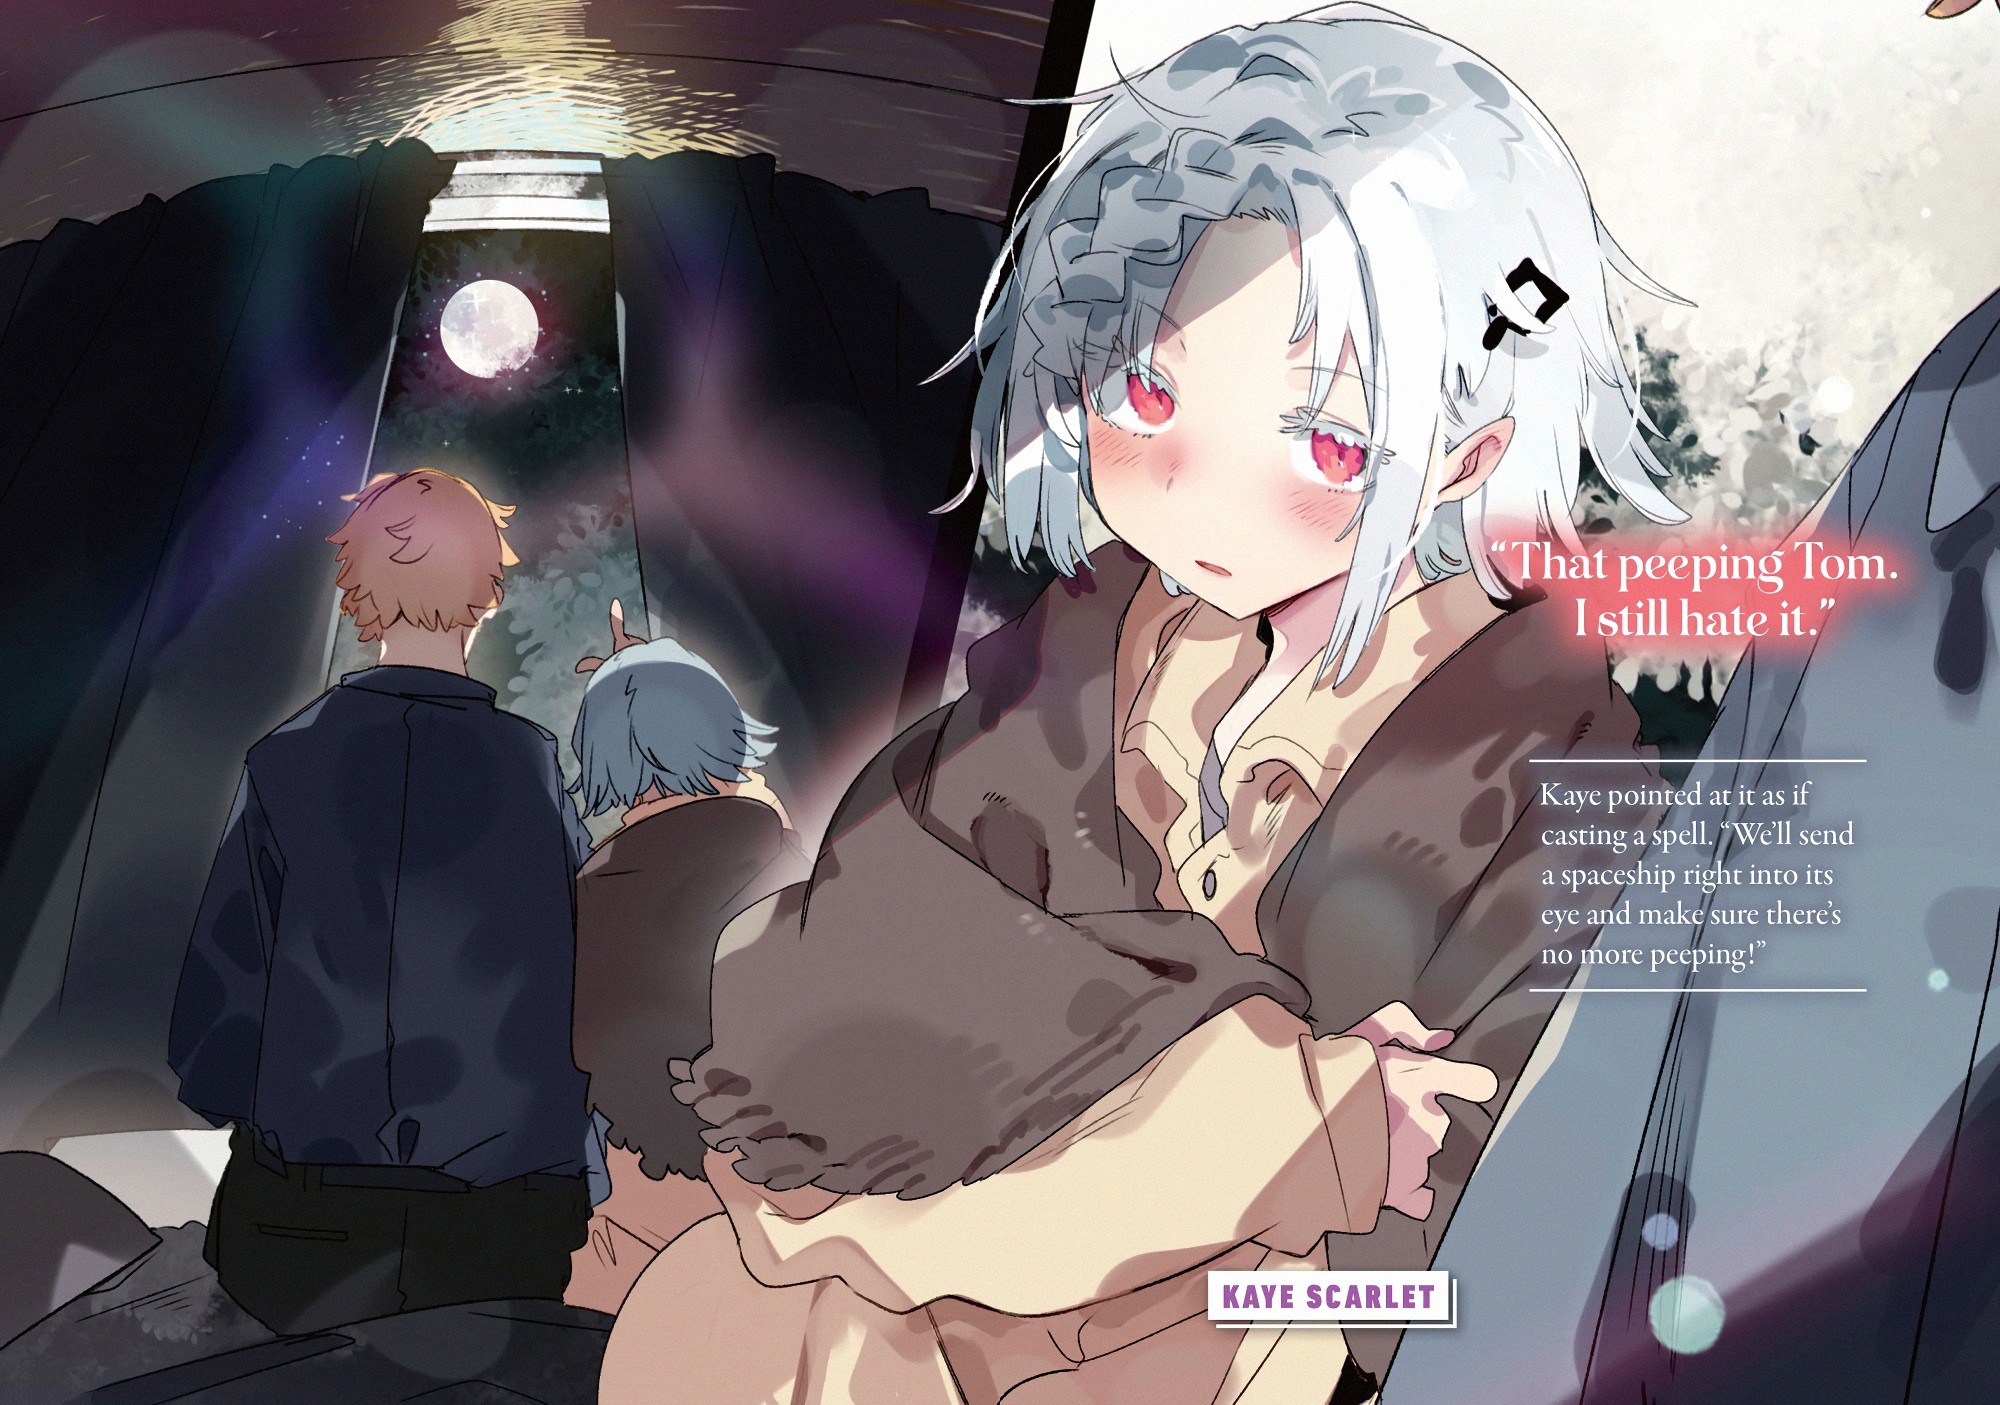 “That peeping Tom.
I still hate it.”
Kaye pointed at it as if
casting a spell. “We’ll send
a spaceship right into its
eye and make sure there’s
no more peeping!”
KAYE SCARLET